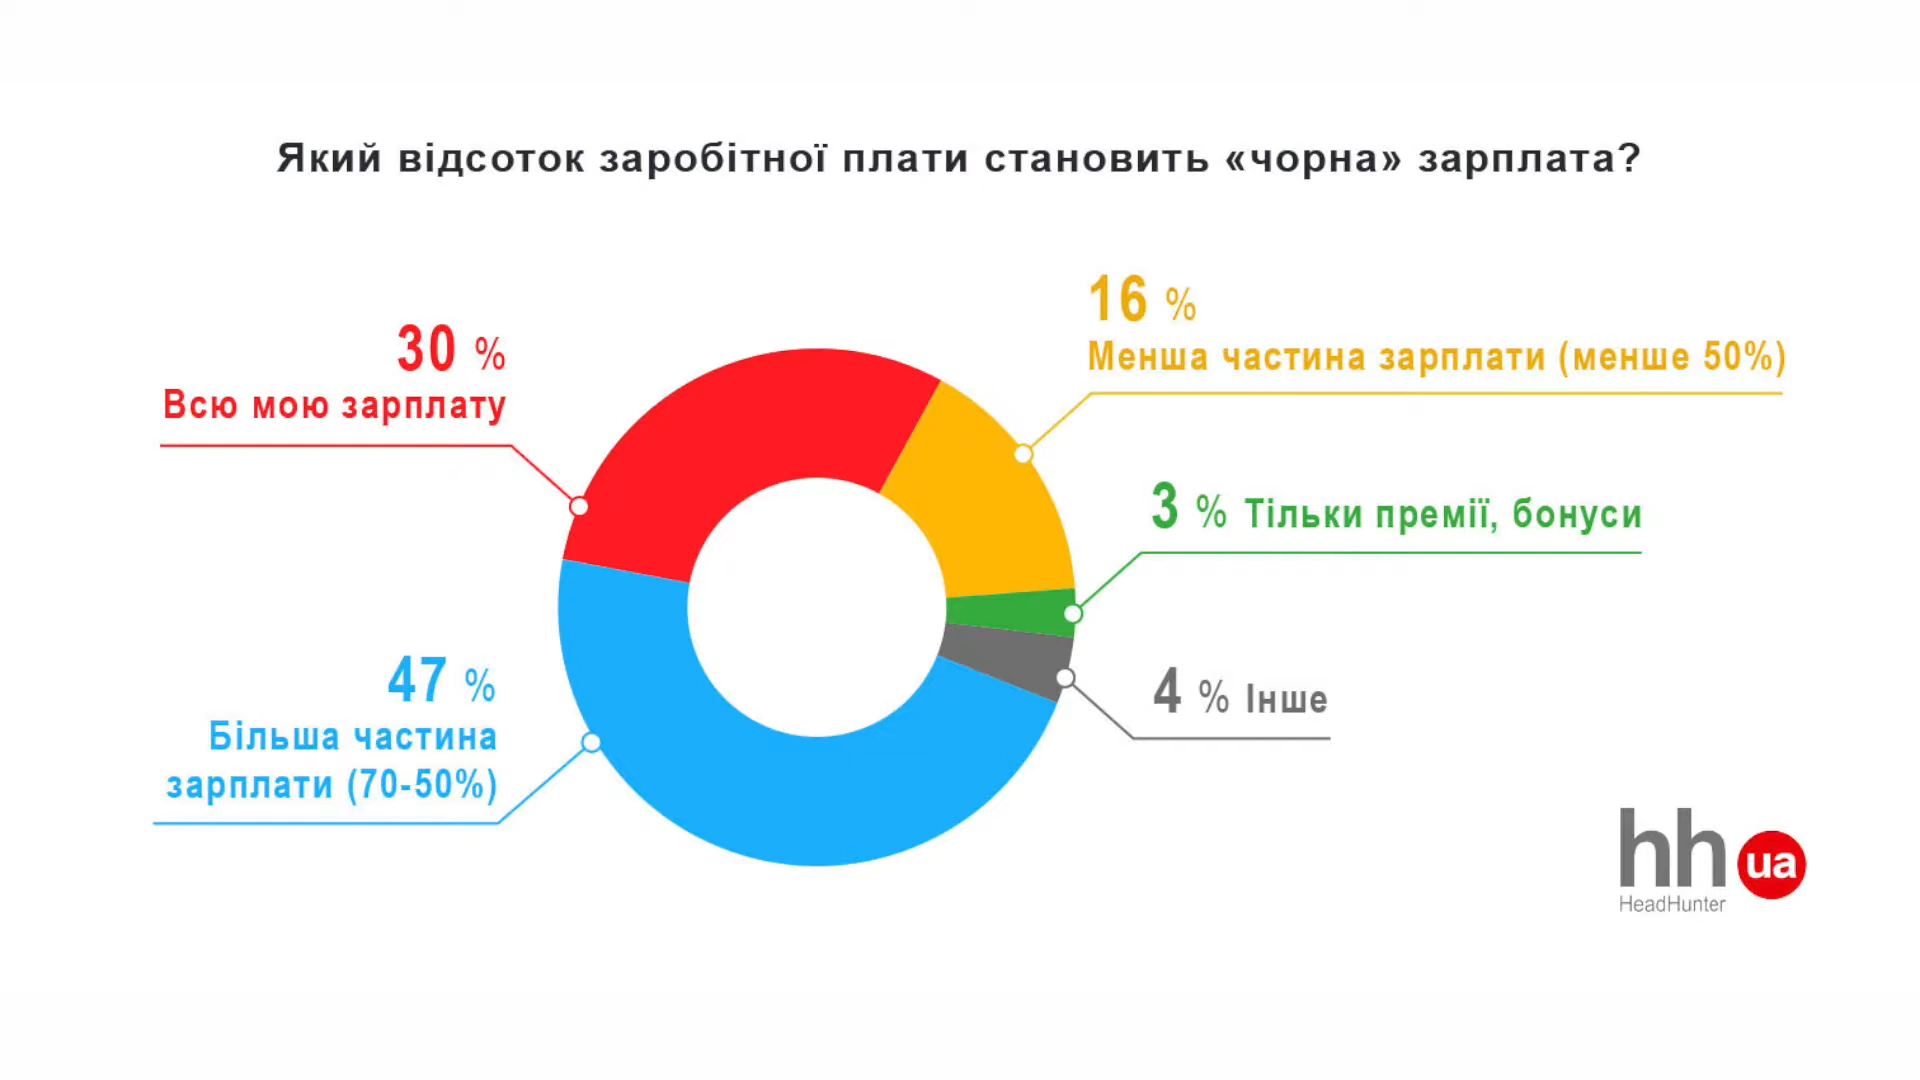 Який відсоток заробітної плати становить «чорна» зарплата?
30 %
Всю мою зарплату
47 %
Більша частина
зарплати (70-50%)
16 %
Менша частина зарплати (менше 50%)
3 % Тільки премії, бонуси
4 % Інше
hh ua
HeadHunter